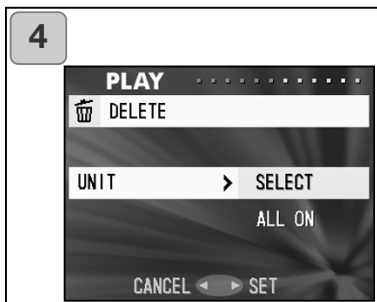 4
PLAY
DELETE
UNIT > SELECT
ALL ON
CANCEL ◄ ► SET